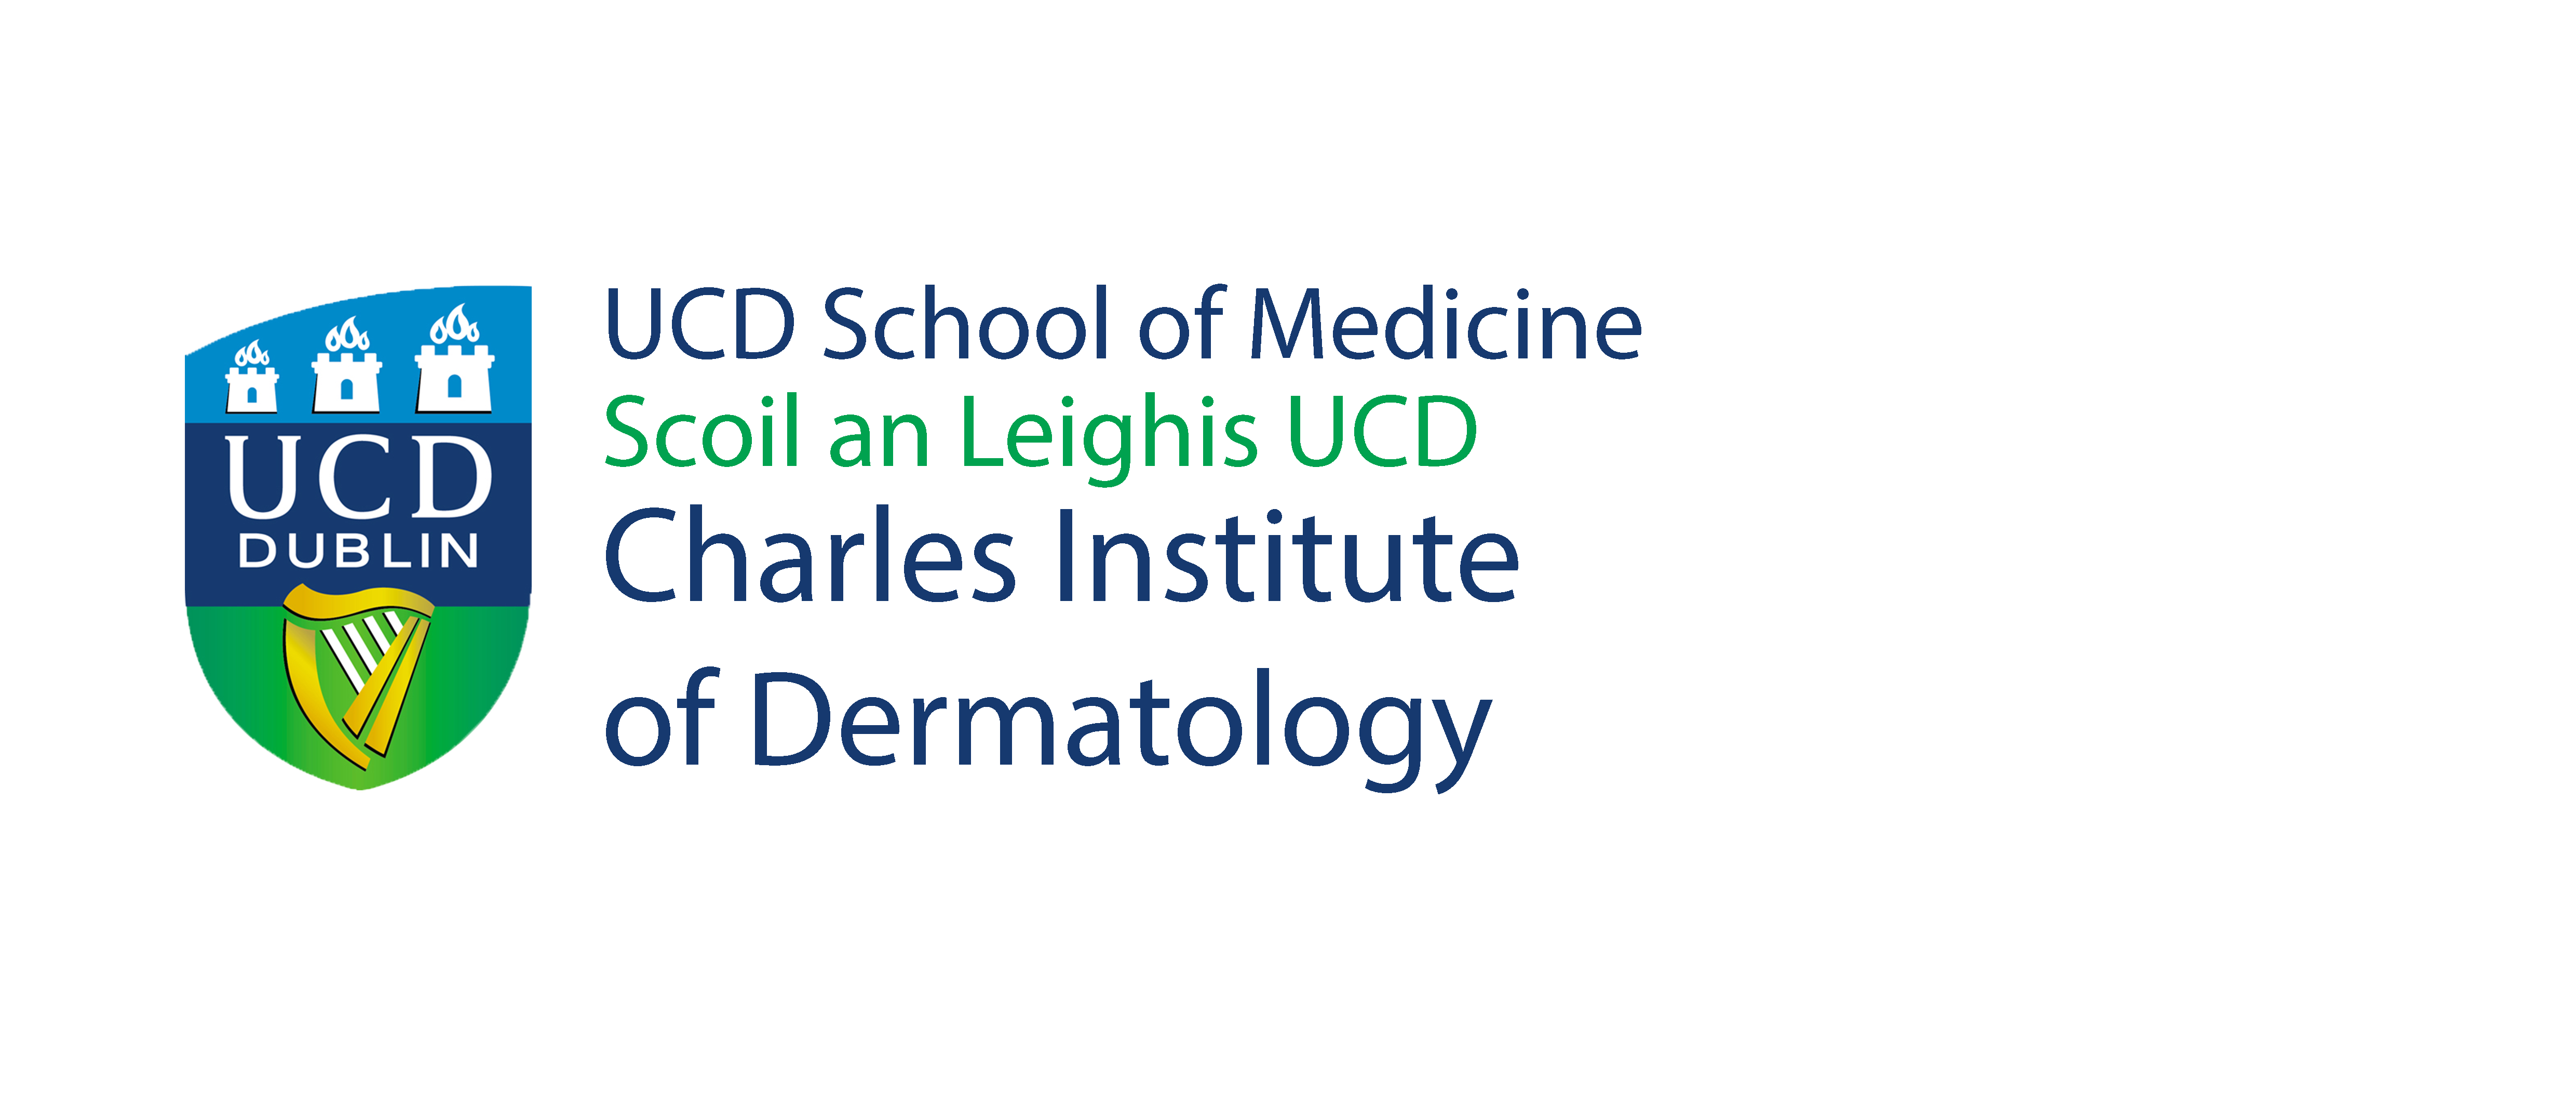 UCD
DUBLIN
UCD School of Medicine
Scoil an Leighis UCD
Charles Institute
of Dermatology